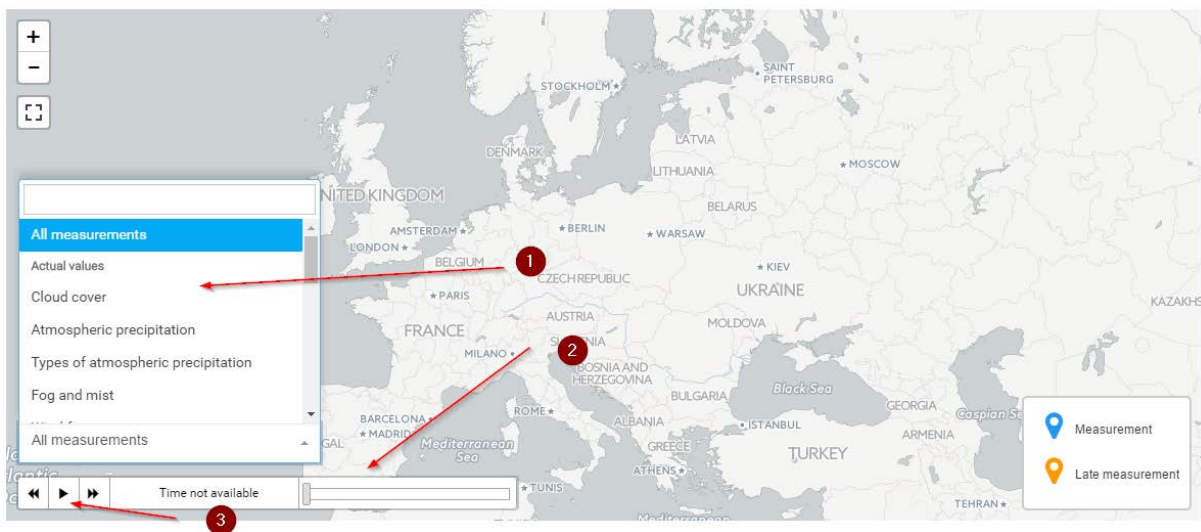 +
−
STOCKHOLM
SAINT
PETERSBURG
LATVIA
DENMARK
MOSCOW
LITHUANIA
NITED KINGDOM
BELARUS
All measurements
AMSTERDAM
BERLIN
WARSAW
LONDON
Actual values
BELGIUM
1
KIEV
Cloud cover
CZECH REPUBLIC
UKRAINE
PARIS
KAZAKHS
AUSTRIA
Atmospheric precipitation
FRANCE
MOLDOVA
MILANO
2
Types of atmospheric precipitation
BOSNIA AND
HERZEGOVINA
Black Sea
Fog and mist
BULGARIA
GEORGIA
Caspian Se
ROME
BARCELONA
ALBANIA
ISTANBUL
Measurement
MADRID
All measurements
GAL
Mediterranean
Sea
GREECE
TURKEY
ARMENIA
ATHENS
Late measurement
Time not available
TUNIS
TEHRAN
3